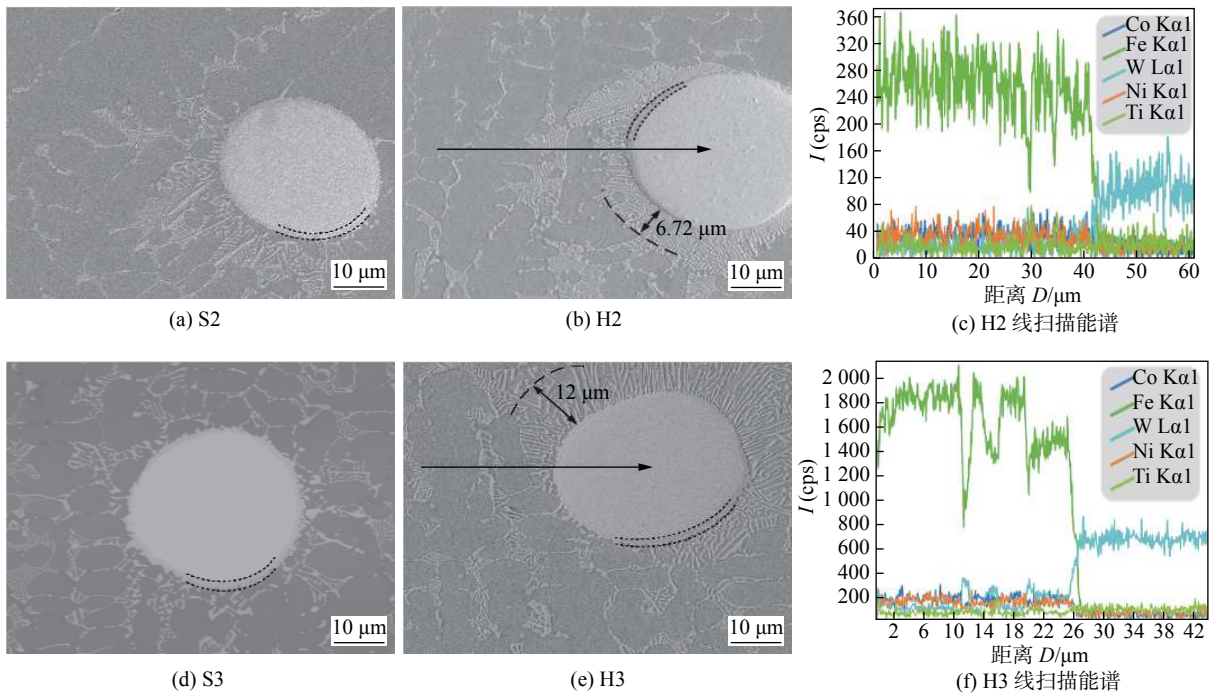 10 μm
(a) S2
6.72 μm
10 μm
(b) H2
I (cps)
360
320
280
240
200
160
120
80
40
0
Co Kα1
Fe Kα1
W Lα1
Ni Kα1
Ti Kα1
0 10 20 30 40 50 60
距离 D/μm
(c) H2 线扫描能谱
10 μm
(d) S3
12 μm
10 μm
(e) H3
I (cps)
2 000
1 800
1 600
1 400
1 200
1 000
800
600
400
200
Co Kα1
Fe Kα1
W Lα1
Ni Kα1
Ti Kα1
2 6 10 14 18 22 26 30 34 38 42
距离 D/μm
(f) H3 线扫描能谱